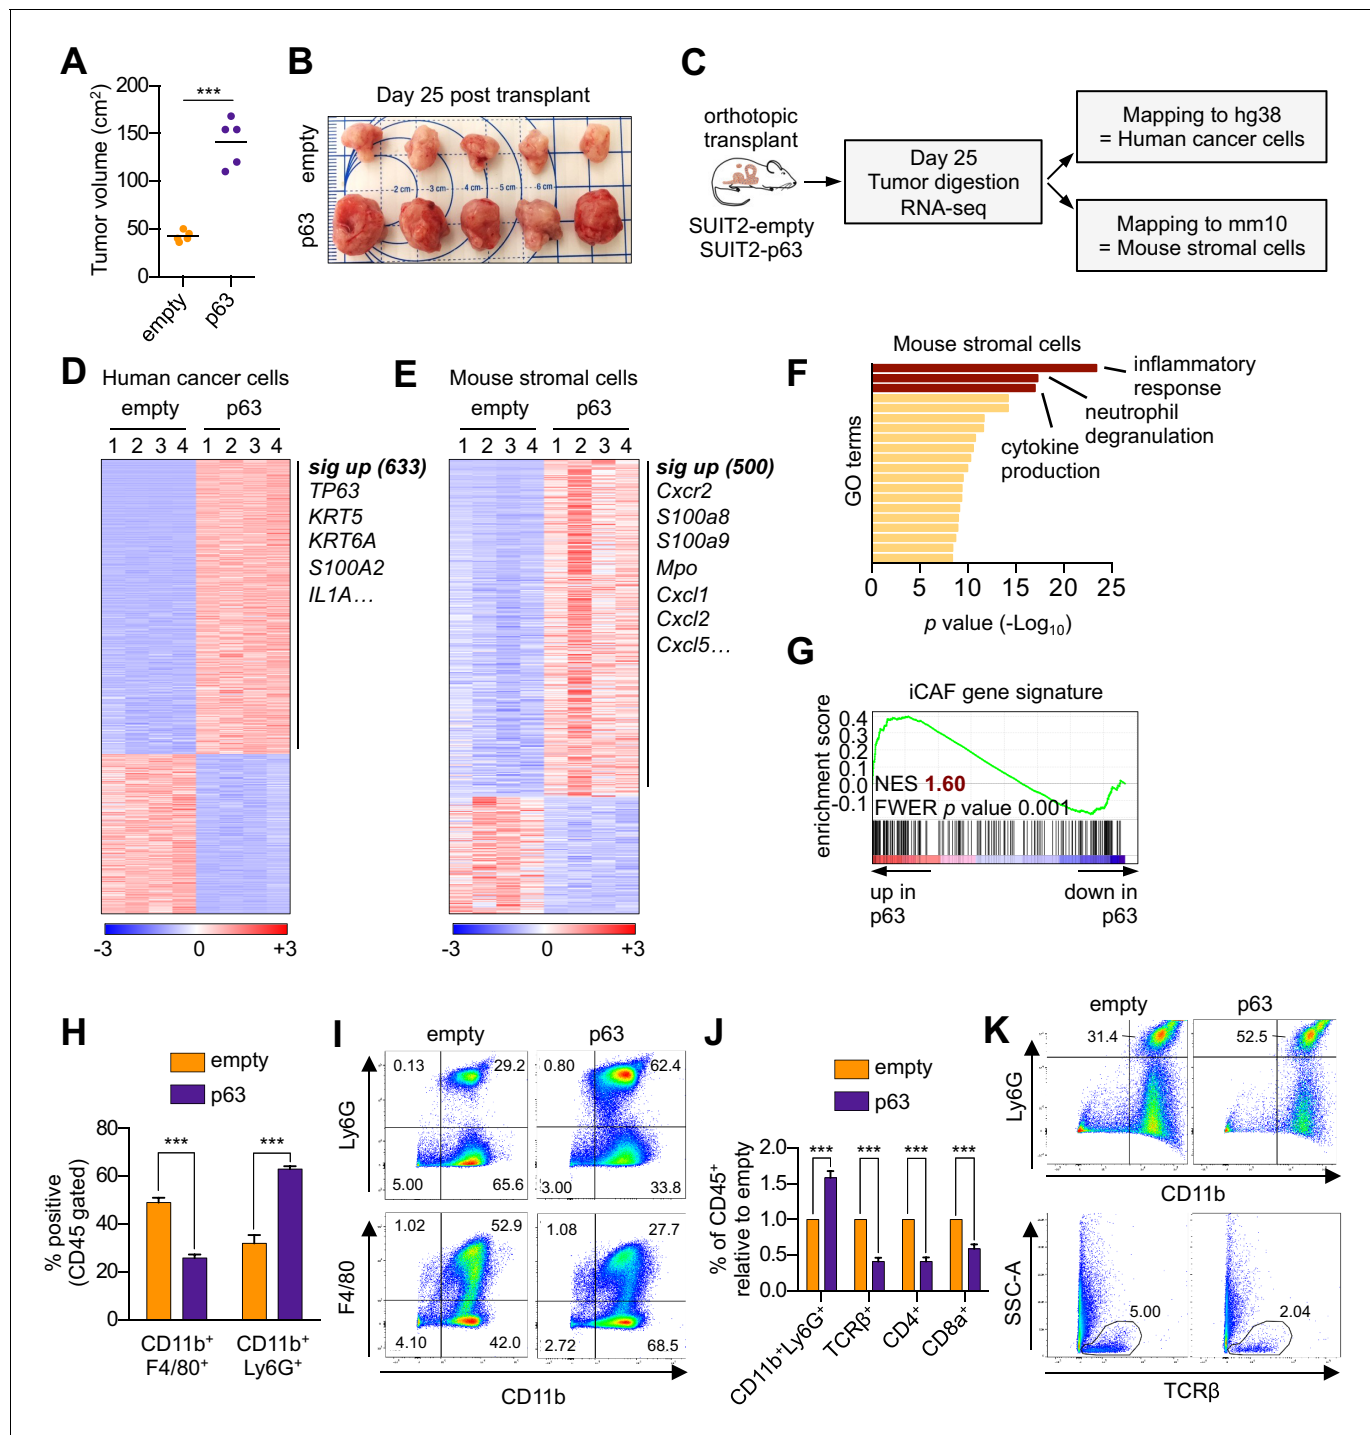 A
Tumor volume (cm²)
200
150
100
50
0
***
empty
p63
B
Day 25 post transplant
empty
p63
-2 cm-
-3 cm-
4 cm-
-5 cm-
-6 cm-
C
orthotopic
transplant
SUIT2-empty
SUIT2-p63
Day 25
Tumor digestion
RNA-seq
Mapping to hg38
= Human cancer cells
Mapping to mm10
= Mouse stromal cells
D
Human cancer cells
empty
p63
1 2 3 4 1 2 3 4
sig up (633)
TP63
KRT5
KRT6A
S100A2
IL1A…
-3 0 +3
E
Mouse stromal cells
empty
p63
1 2 3 4 1 2 3 4
sig up (500)
Cxcr2
S100a8
S100a9
Mpo
Cxcl1
Cxcl2
Cxcl5…
-3 0 +3
F
Mouse stromal cells
GO terms
inflammatory
response
neutrophil
degranulation
cytokine
production
0 5 10 15 20 25
p value (-Log₁₀)
G
iCAF gene signature
enrichment score
0.4
0.3
0.2
0.1
0.0
-0.1
NES 1.60
FWER p value 0.001
up in
p63
down in
p63
H
empty
p63
% positive
(CD45 gated)
80
60
40
20
0
*** ***
CD11b⁺
F4/80⁺
CD11b⁺
Ly6G⁺
I
empty
p63
Ly6G
0.13 29.2
5.00 65.6
0.80 62.4
3.00 33.8
F4/80
1.02 52.9
4.10 42.0
1.08 27.7
2.72 68.5
CD11b
J
empty
p63
% of CD45⁺
relative to empty
2.0
1.5
1.0
0.5
0.0
*** *** *** ***
CD11b⁺Ly6G⁺
TCRβ⁺
CD4⁺
CD8a⁺
K
empty
p63
Ly6G
31.4
52.5
CD11b
SSC-A
5.00
2.04
TCRβ